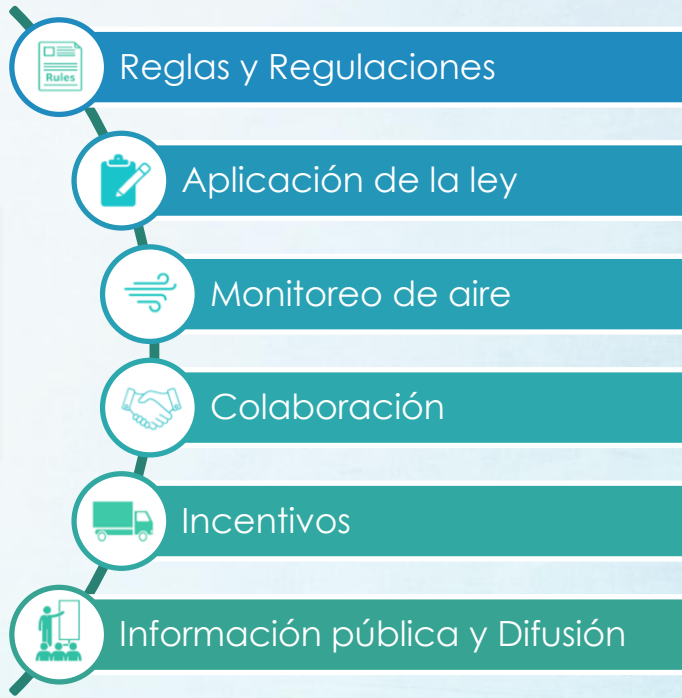 Rules
Reglas y Regulaciones
Aplicación de la ley
Monitoreo de aire
Colaboración
Incentivos
Información pública y Difusión